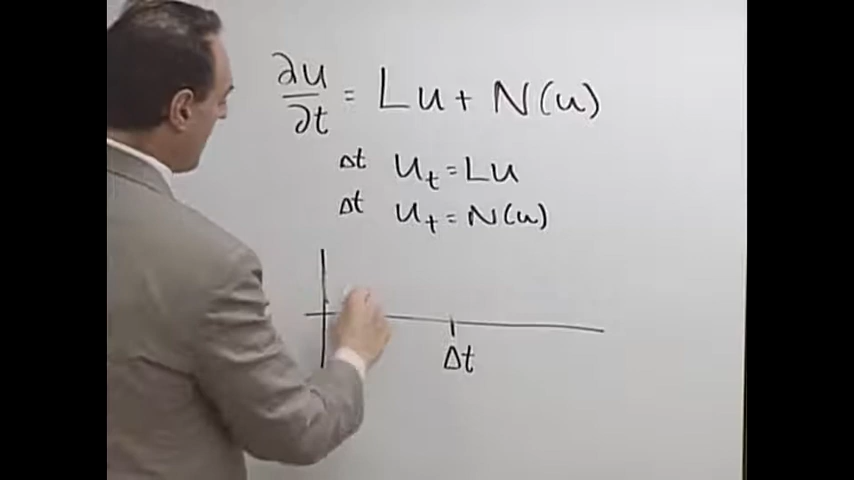 ∂u/∂t = Lu + N(u)
Δt u_t = Lu
Δt u_t = N(u)
Δt